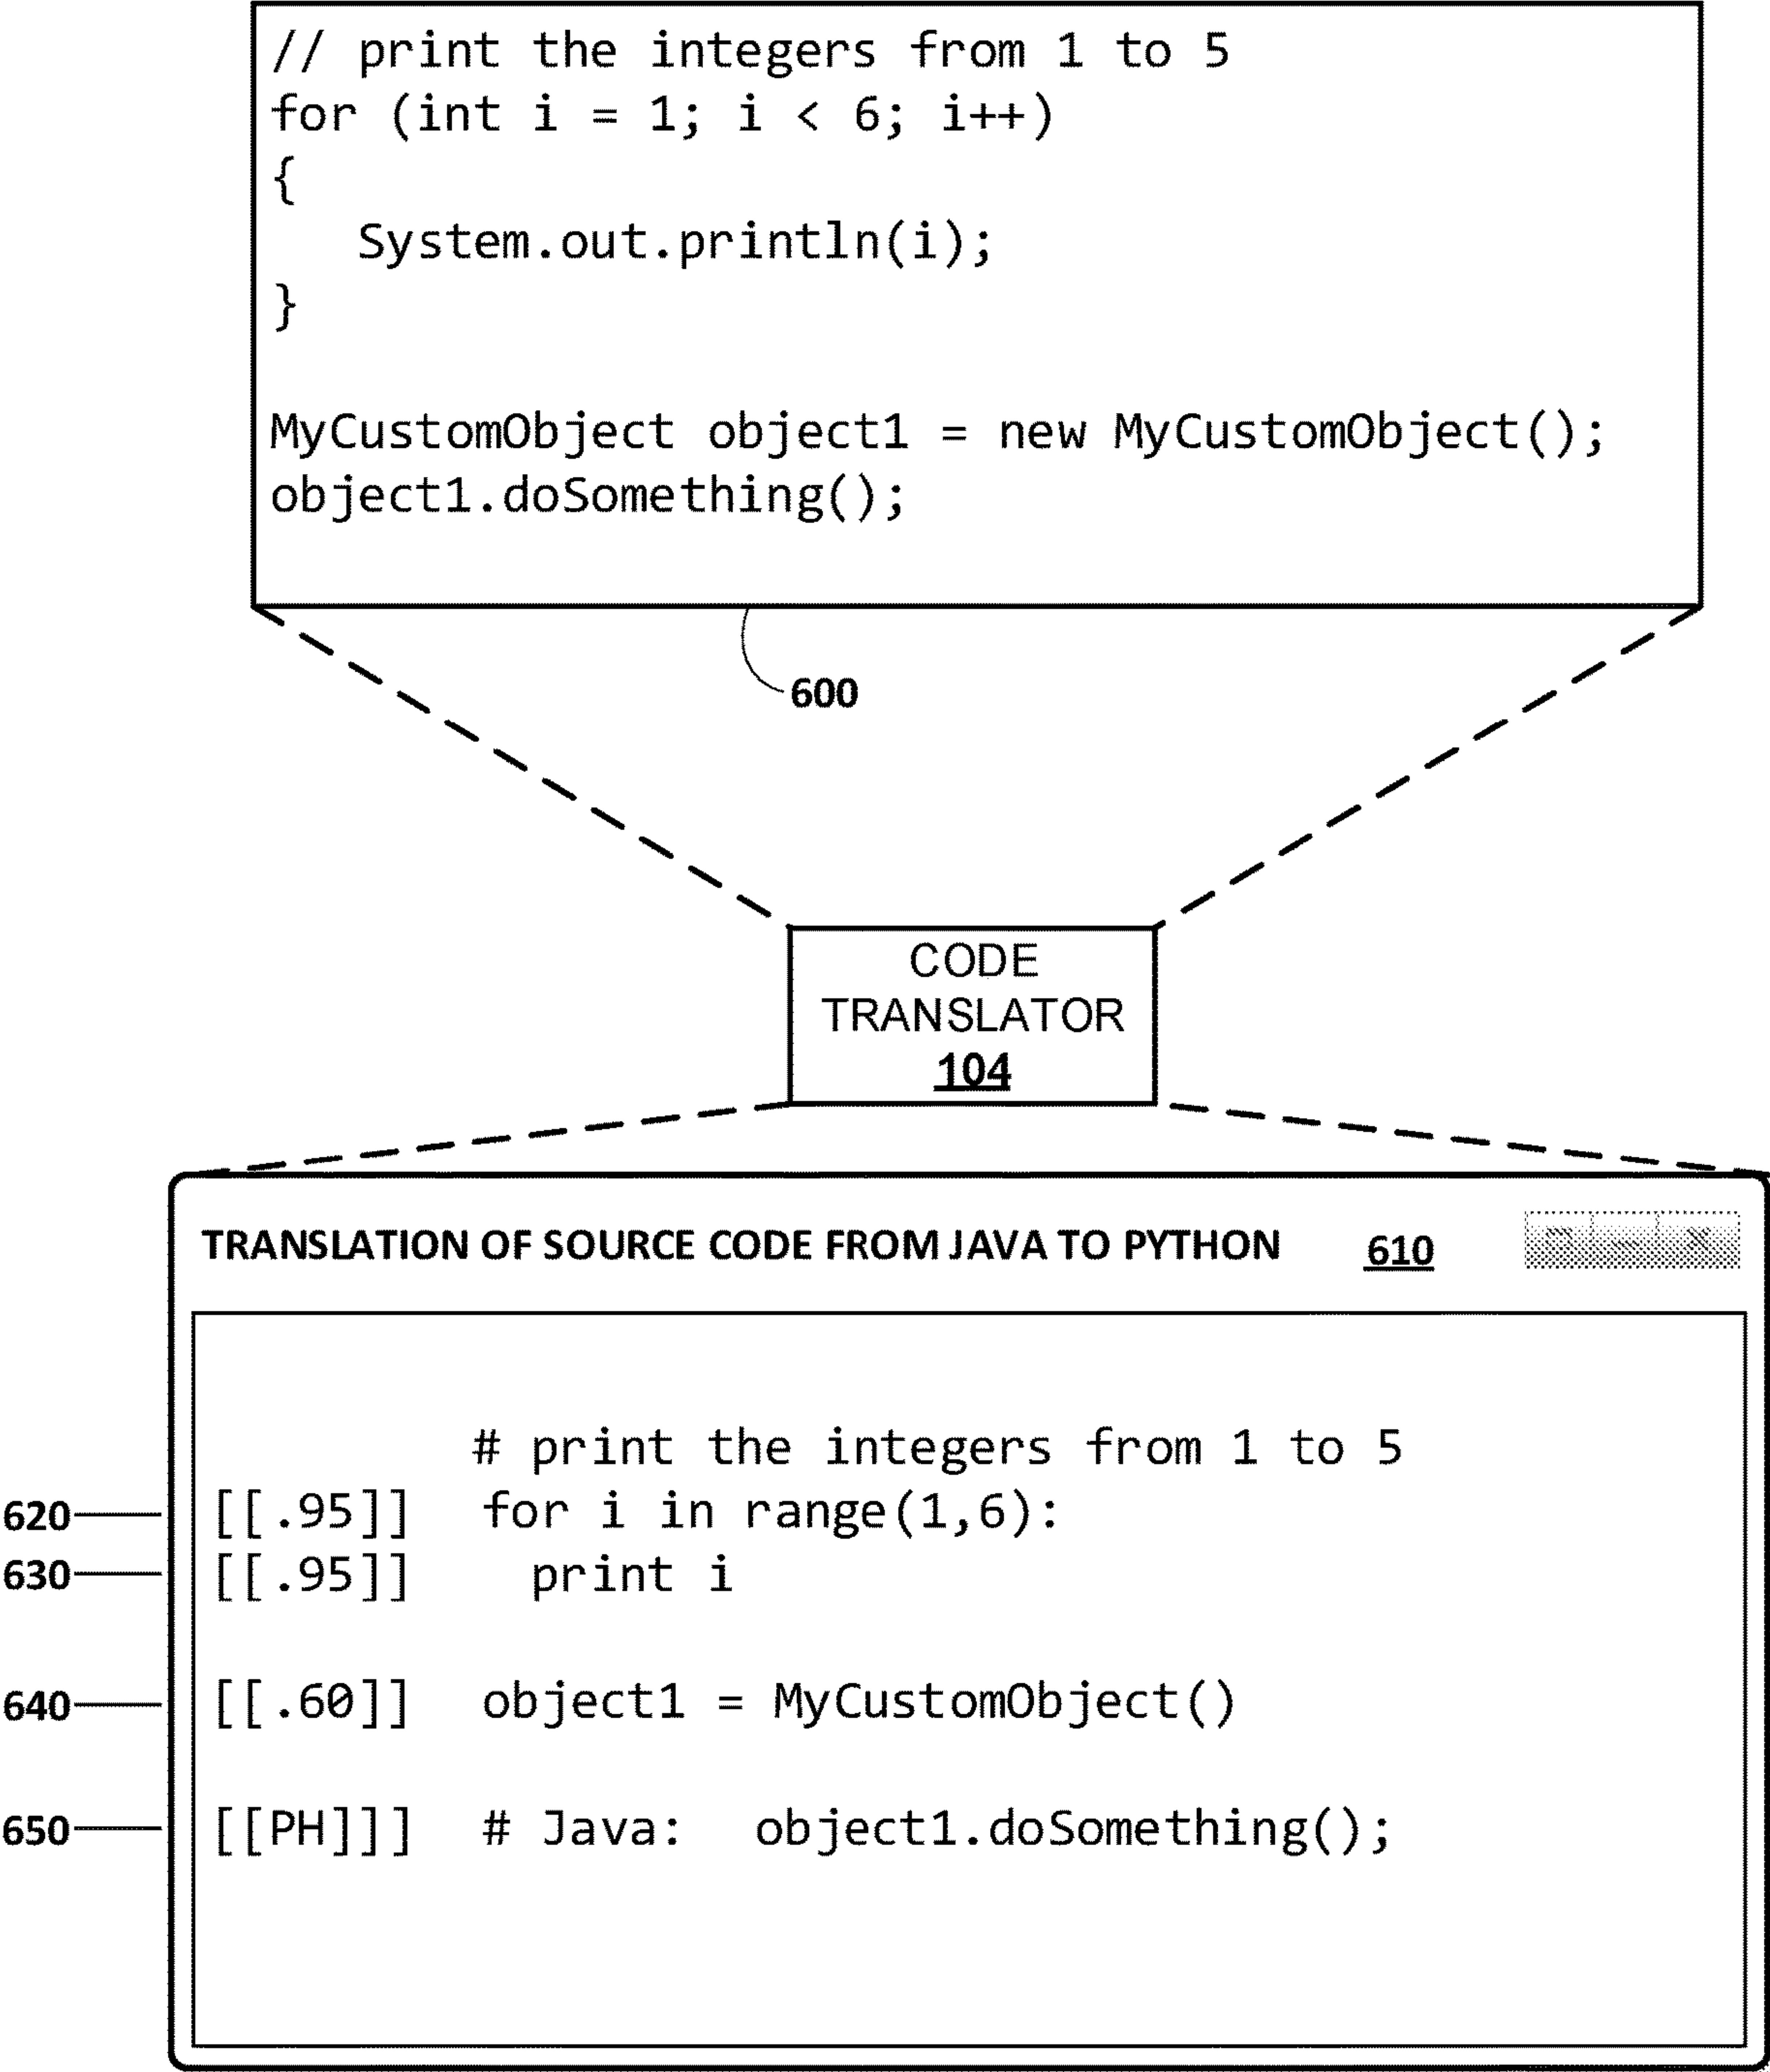 // print the integers from 1 to 5
for (int i = 1; i < 6; i++)
{
   System.out.println(i);
}
MyCustomObject object1 = new MyCustomObject();
object1.doSomething();
600
CODE
TRANSLATOR
104
TRANSLATION OF SOURCE CODE FROM JAVA TO PYTHON 610
# print the integers from 1 to 5
620 [[.95]] for i in range(1,6):
630 [[.95]]   print i
640 [[.60]] object1 = MyCustomObject()
650 [[PH]]] # Java:  object1.doSomething();